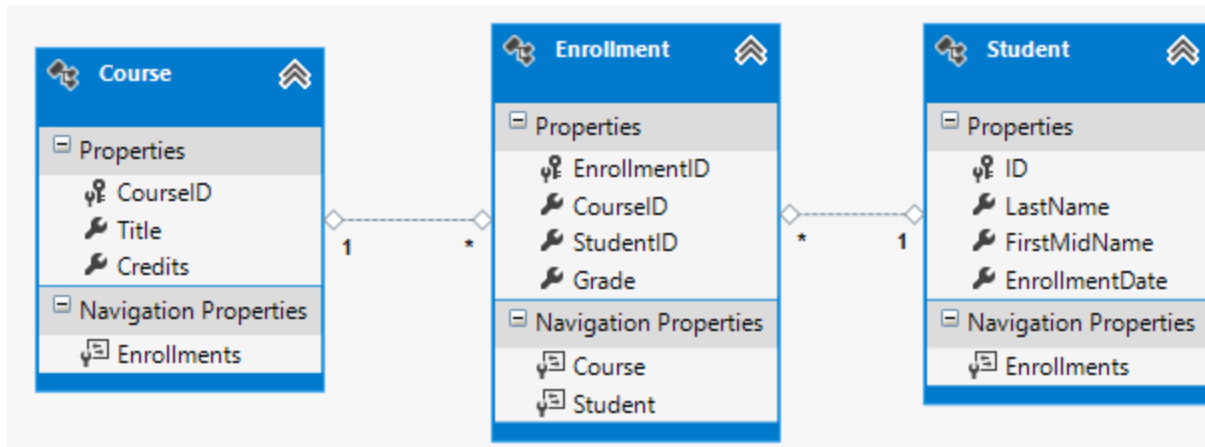 Course
Properties
CourseID
Title
Credits
Navigation Properties
Enrollments
1
*
Enrollment
Properties
EnrollmentID
CourseID
StudentID
Grade
Navigation Properties
Course
Student
*
1
Student
Properties
ID
LastName
FirstMidName
EnrollmentDate
Navigation Properties
Enrollments